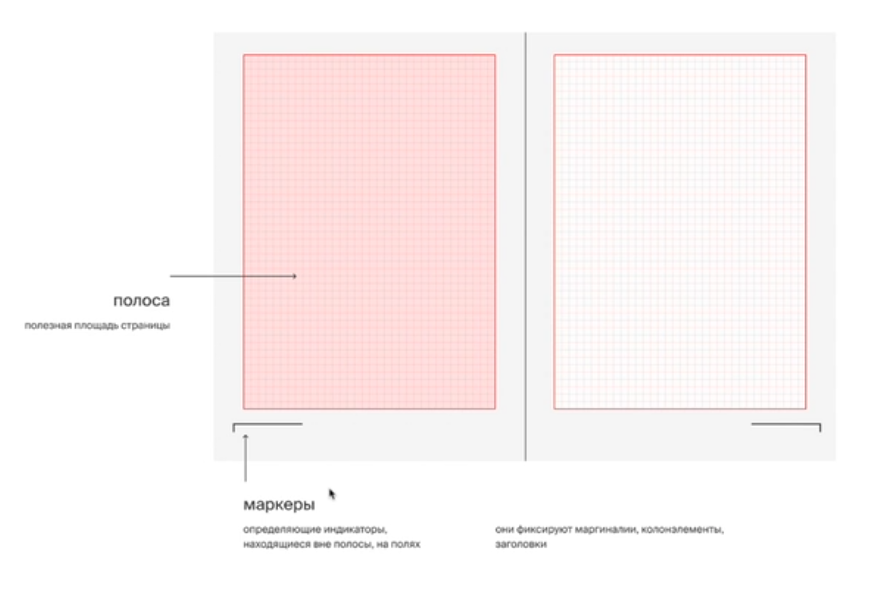 полоса
полезная площадь страницы
маркеры
определяющие индикаторы,
находящиеся вне полосы, на полях
они фиксируют маргиналии, колонэлементы,
заголовки